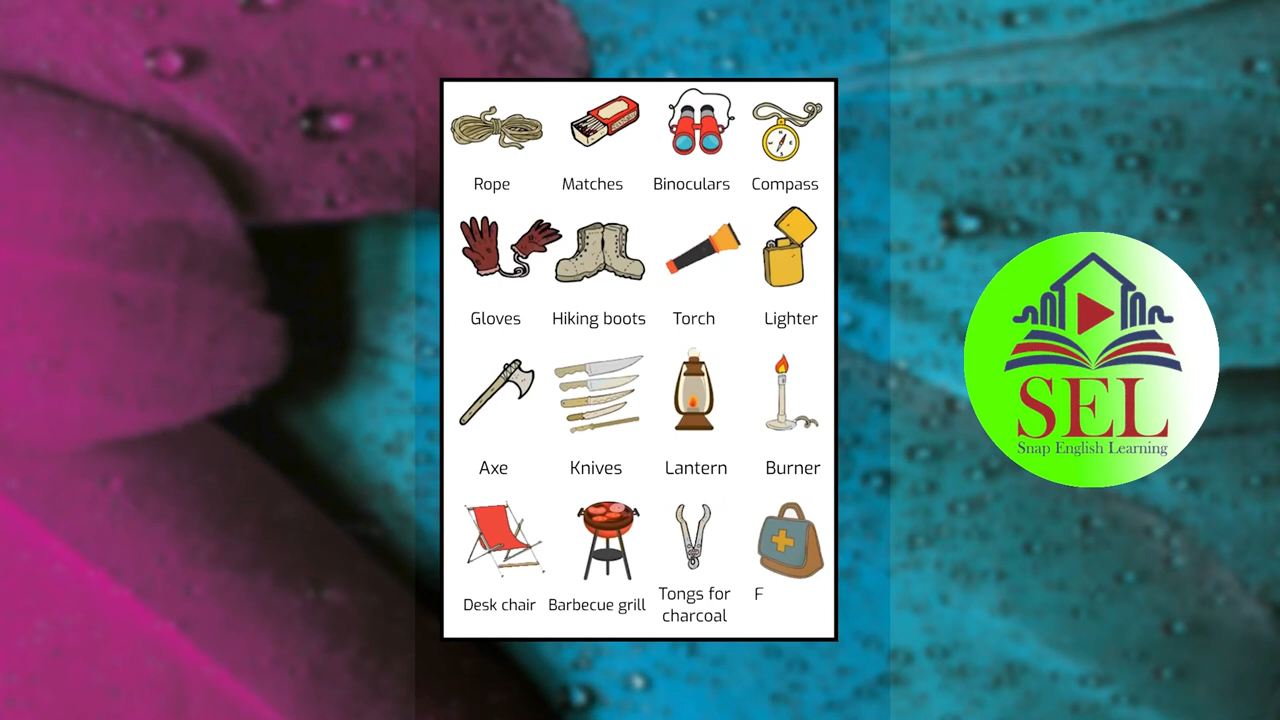 Rope
Matches
Binoculars
Compass
Gloves
Hiking boots
Torch
Lighter
Axe
Knives
Lantern
Burner
Desk chair
Barbecue grill
Tongs for
charcoal
F
SEL
Snap English Learning